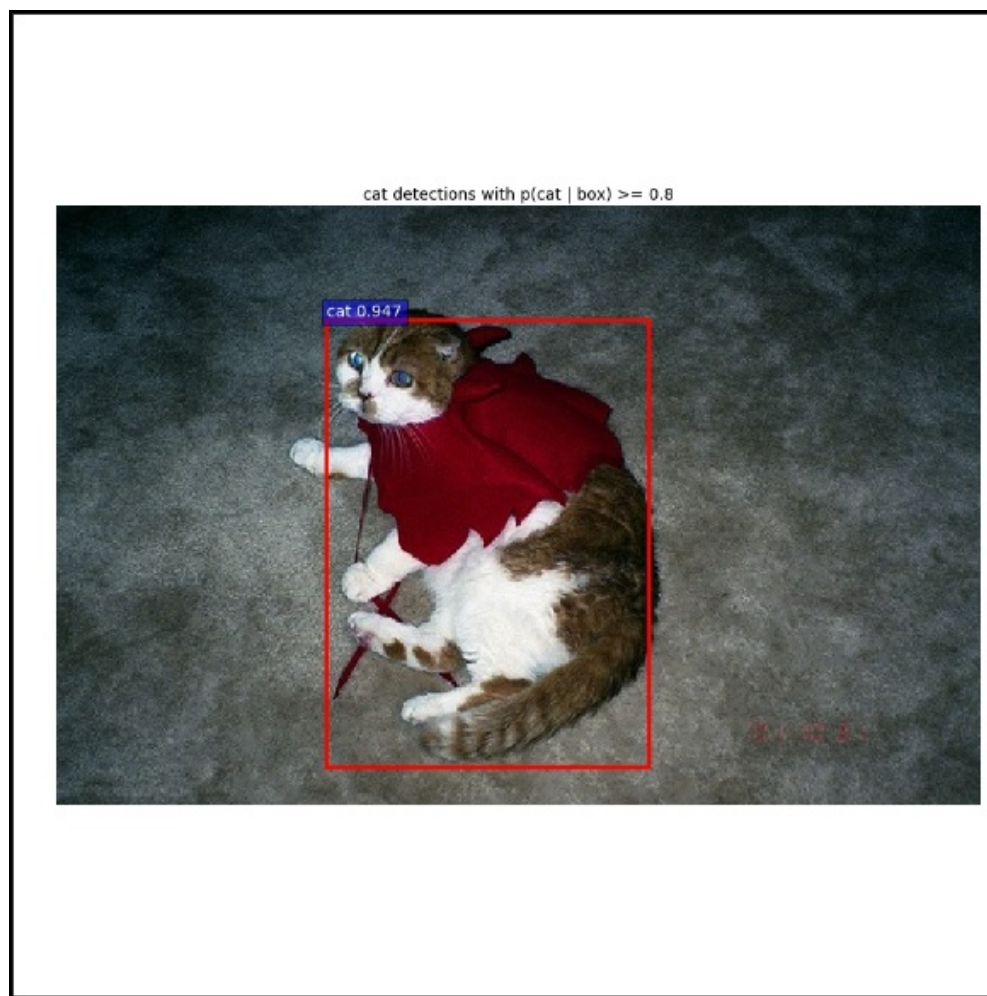 cat detections with p(cat | box) >= 0.8
cat 0.947